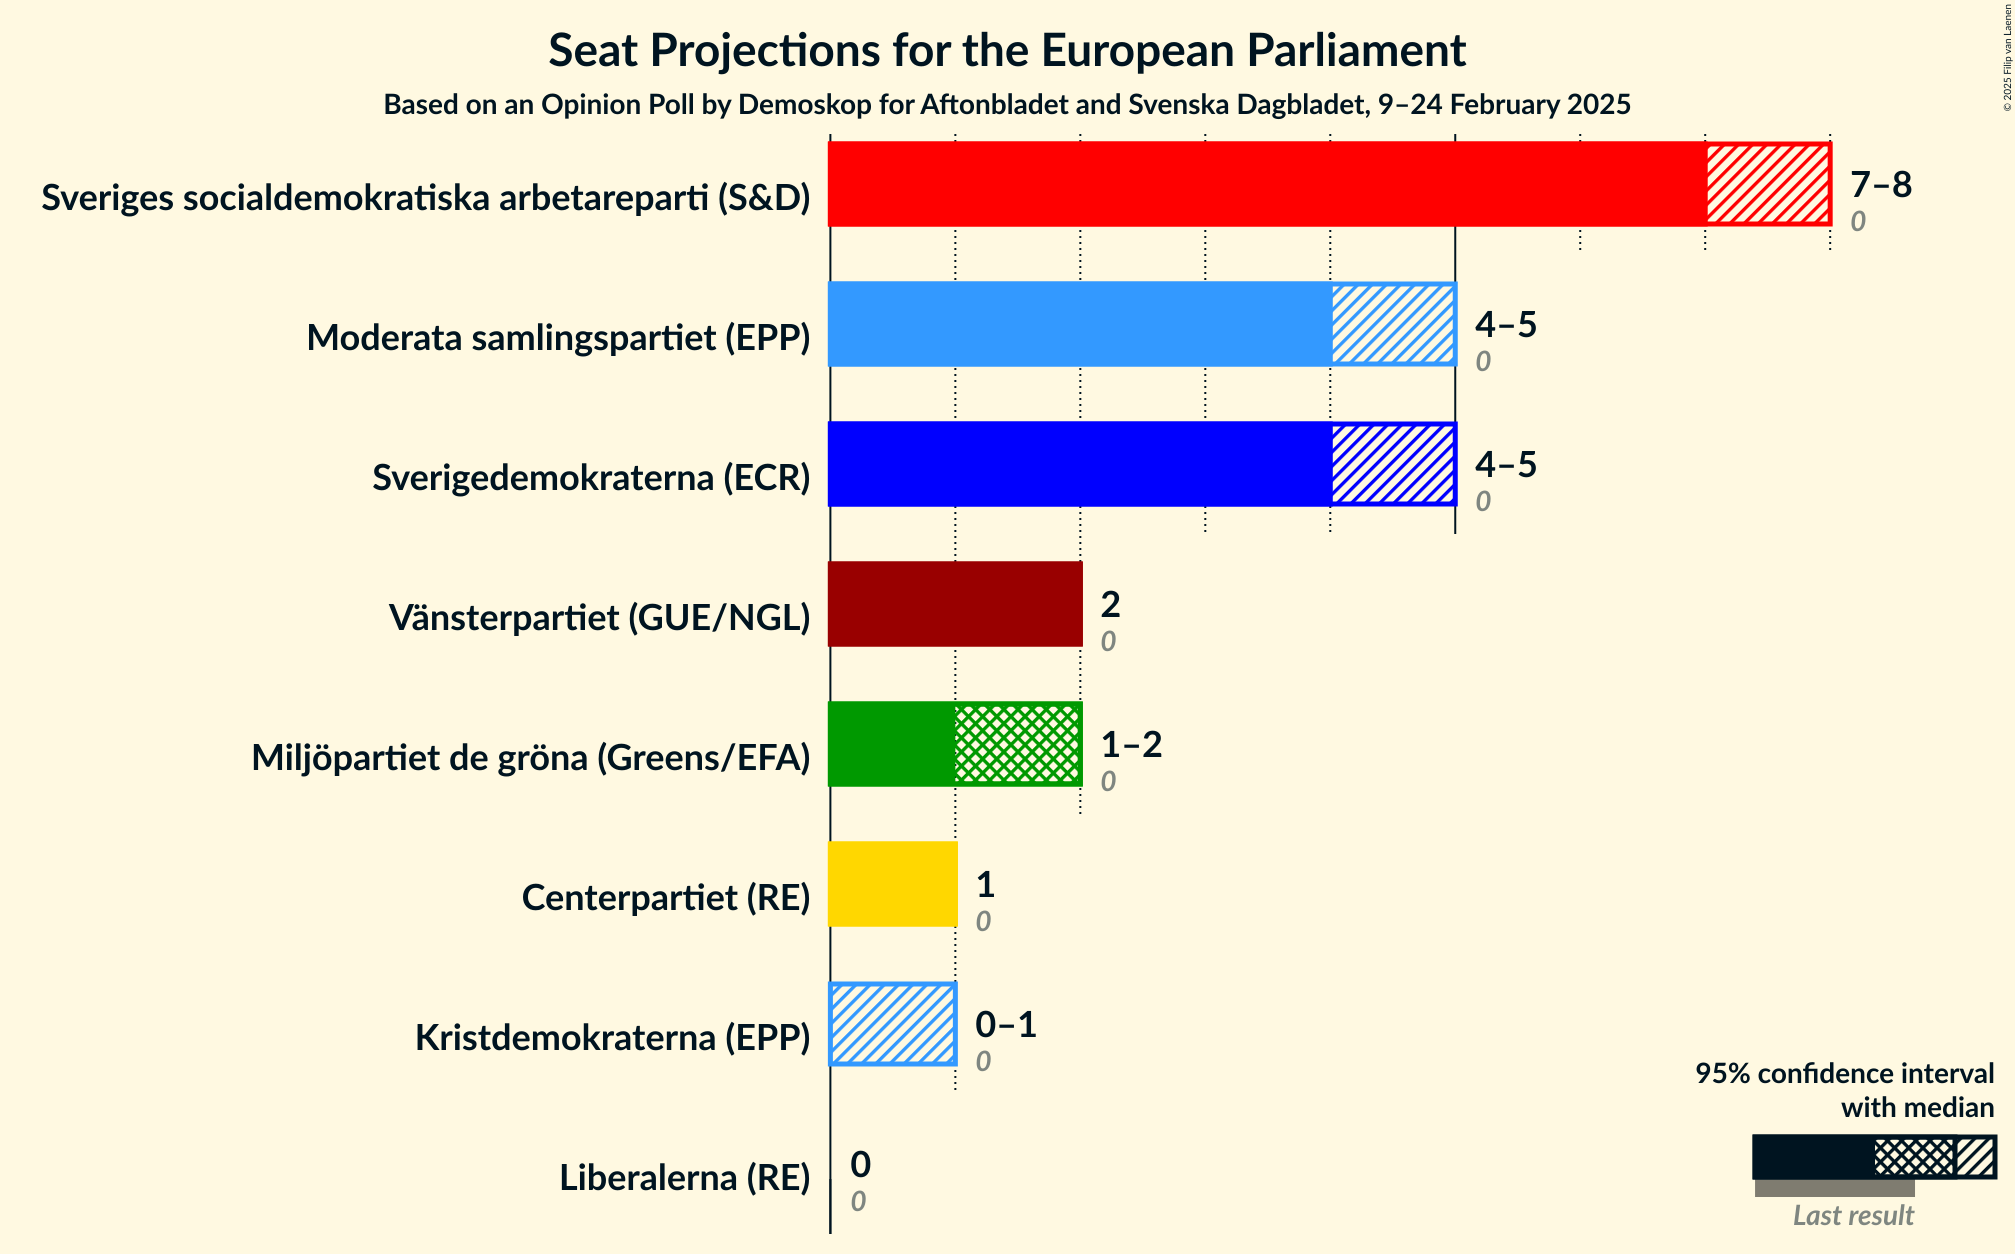 Seat Projections for the European Parliament
Based on an Opinion Poll by Demoskop for Aftonbladet and Svenska Dagbladet, 9–24 February 2025
© 2025 Filip van Laenen
Sveriges socialdemokratiska arbetareparti (S&D)
7–8
0
Moderata samlingspartiet (EPP)
4–5
0
Sverigedemokraterna (ECR)
4–5
0
Vänsterpartiet (GUE/NGL)
2
0
Miljöpartiet de gröna (Greens/EFA)
1–2
0
Centerpartiet (RE)
1
0
Kristdemokraterna (EPP)
0–1
0
Liberalerna (RE)
0
0
95% confidence interval
with median
Last result